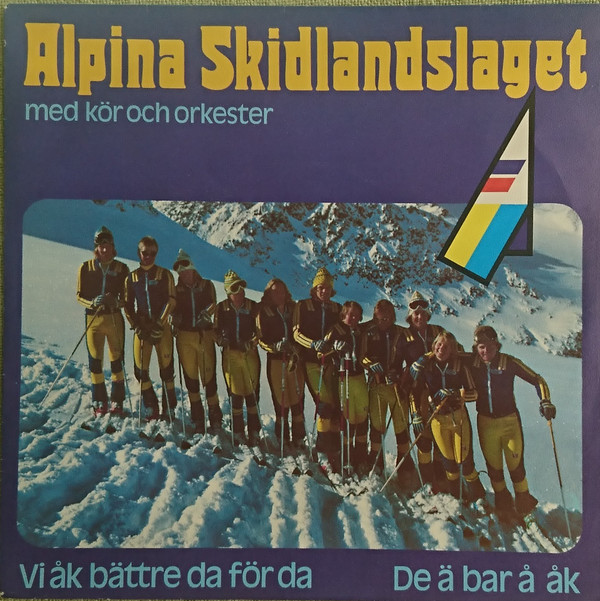 Alpina Skidlandslaget
med kör och orkester
Vi åk bättre da för da
De ä bar å åk